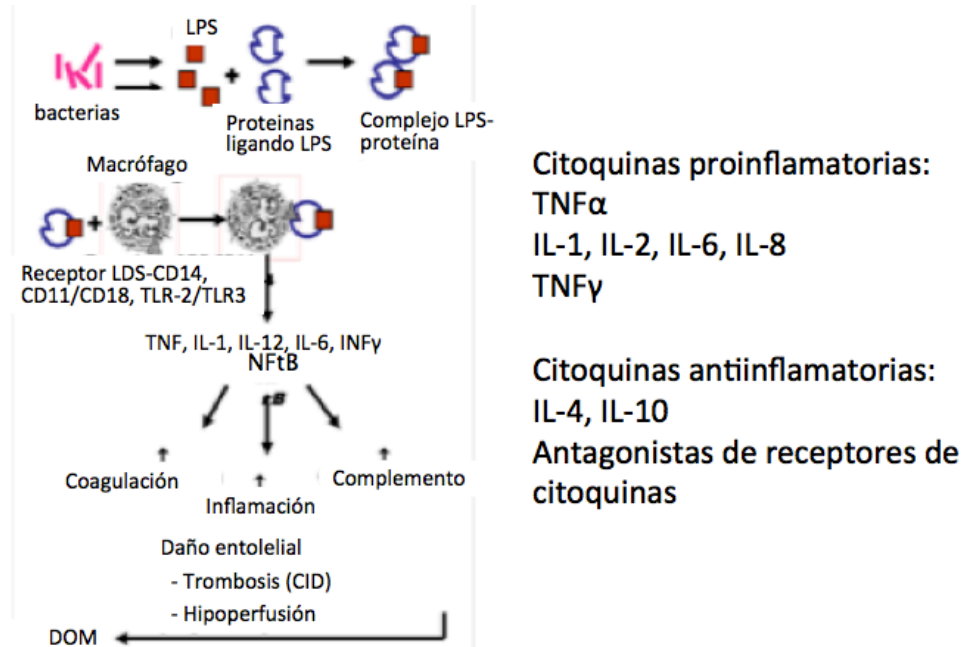 LPS
bacterias
Proteinas
ligando LPS
Complejo LPS-
proteína
Macrófago
Receptor LDS-CD14,
CD11/CD18, TLR-2/TLR3
TNF, IL-1, IL-12, IL-6, INFγ
NFtB
↑
Coagulación
↑
Inflamación
↑
Complemento
Daño entolelial
- Trombosis (CID)
- Hipoperfusión
DOM
Citoquinas proinflamatorias:
TNFα
IL-1, IL-2, IL-6, IL-8
TNFγ
Citoquinas antiinflamatorias:
IL-4, IL-10
Antagonistas de receptores de
citoquinas